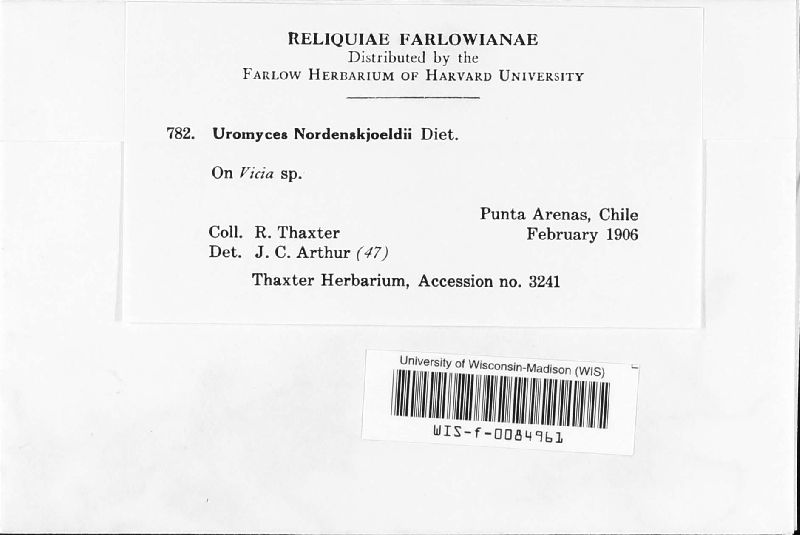 RELIQUIAE FARLOWIANAE
Distributed by the
FARLOW HERBARIUM OF HARVARD UNIVERSITY
782. Uromyces Nordenskjoeldii Diet.
On Vicia sp.
Punta Arenas, Chile
Coll. R. Thaxter February 1906
Det. J. C. Arthur (47)
Thaxter Herbarium, Accession no. 3241
University of Wisconsin-Madison (WIS)
WIS-f-0084961